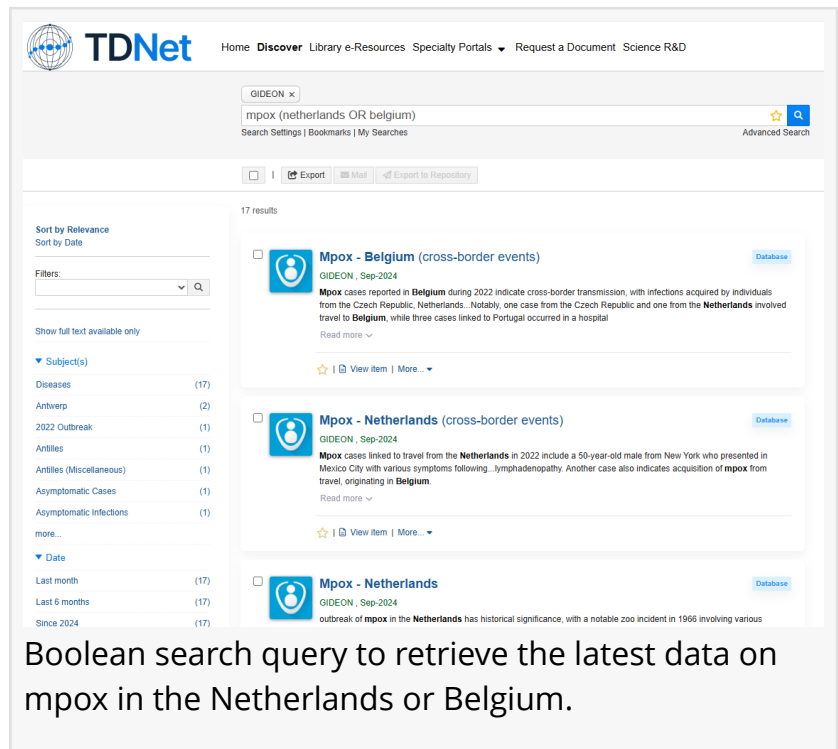 TDNet
Home Discover Library e-Resources Specialty Portals Request a Document Science R&D
GIDEON ×
mpox (netherlands OR belgium)
Search Settings | Bookmarks | My Searches
Advanced Search
| Export Mail Export to Repository
17 results
Sort by Relevance
Sort by Date
Filters:
Show full text available only
Subject(s)
Diseases (17)
Antwerp (2)
2022 Outbreak (1)
Antilles (1)
Antilles (Miscellaneous) (1)
Asymptomatic Cases (1)
Asymptomatic Infections (1)
more...
Date
Last month (17)
Last 6 months (17)
Since 2024 (17)
Mpox - Belgium (cross-border events)
Database
GIDEON , Sep-2024
Mpox cases reported in Belgium during 2022 indicate cross-border transmission, with infections acquired by individuals
from the Czech Republic, Netherlands...Notably, one case from the Czech Republic and one from the Netherlands involved
travel to Belgium, while three cases linked to Portugal occurred in a hospital
Read more
| View item | More...
Mpox - Netherlands (cross-border events)
Database
GIDEON , Sep-2024
Mpox cases linked to travel from the Netherlands in 2022 include a 50-year-old male from New York who presented in
Mexico City with various symptoms following...lymphadenopathy. Another case also indicates acquisition of mpox from
travel, originating in Belgium.
Read more
| View item | More...
Mpox - Netherlands
Database
GIDEON , Sep-2024
outbreak of mpox in the Netherlands has historical significance, with a notable zoo incident in 1966 involving various
Boolean search query to retrieve the latest data on
mpox in the Netherlands or Belgium.